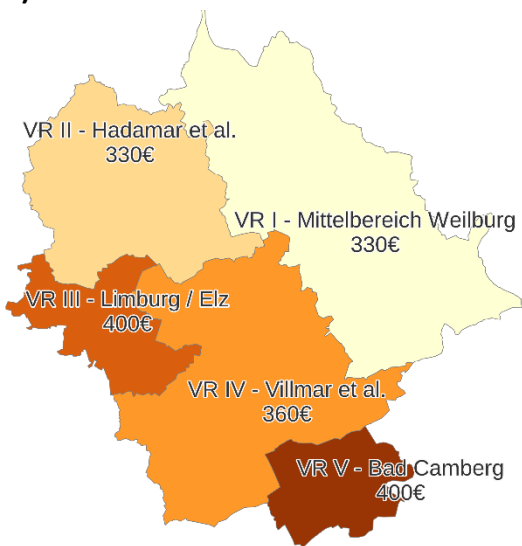 VR II - Hadamar et al.
330€
VR I - Mittelbereich Weilburg
330€
VR III - Limburg / Elz
400€
VR IV - Villmar et al.
360€
VR V - Bad Camberg
400€